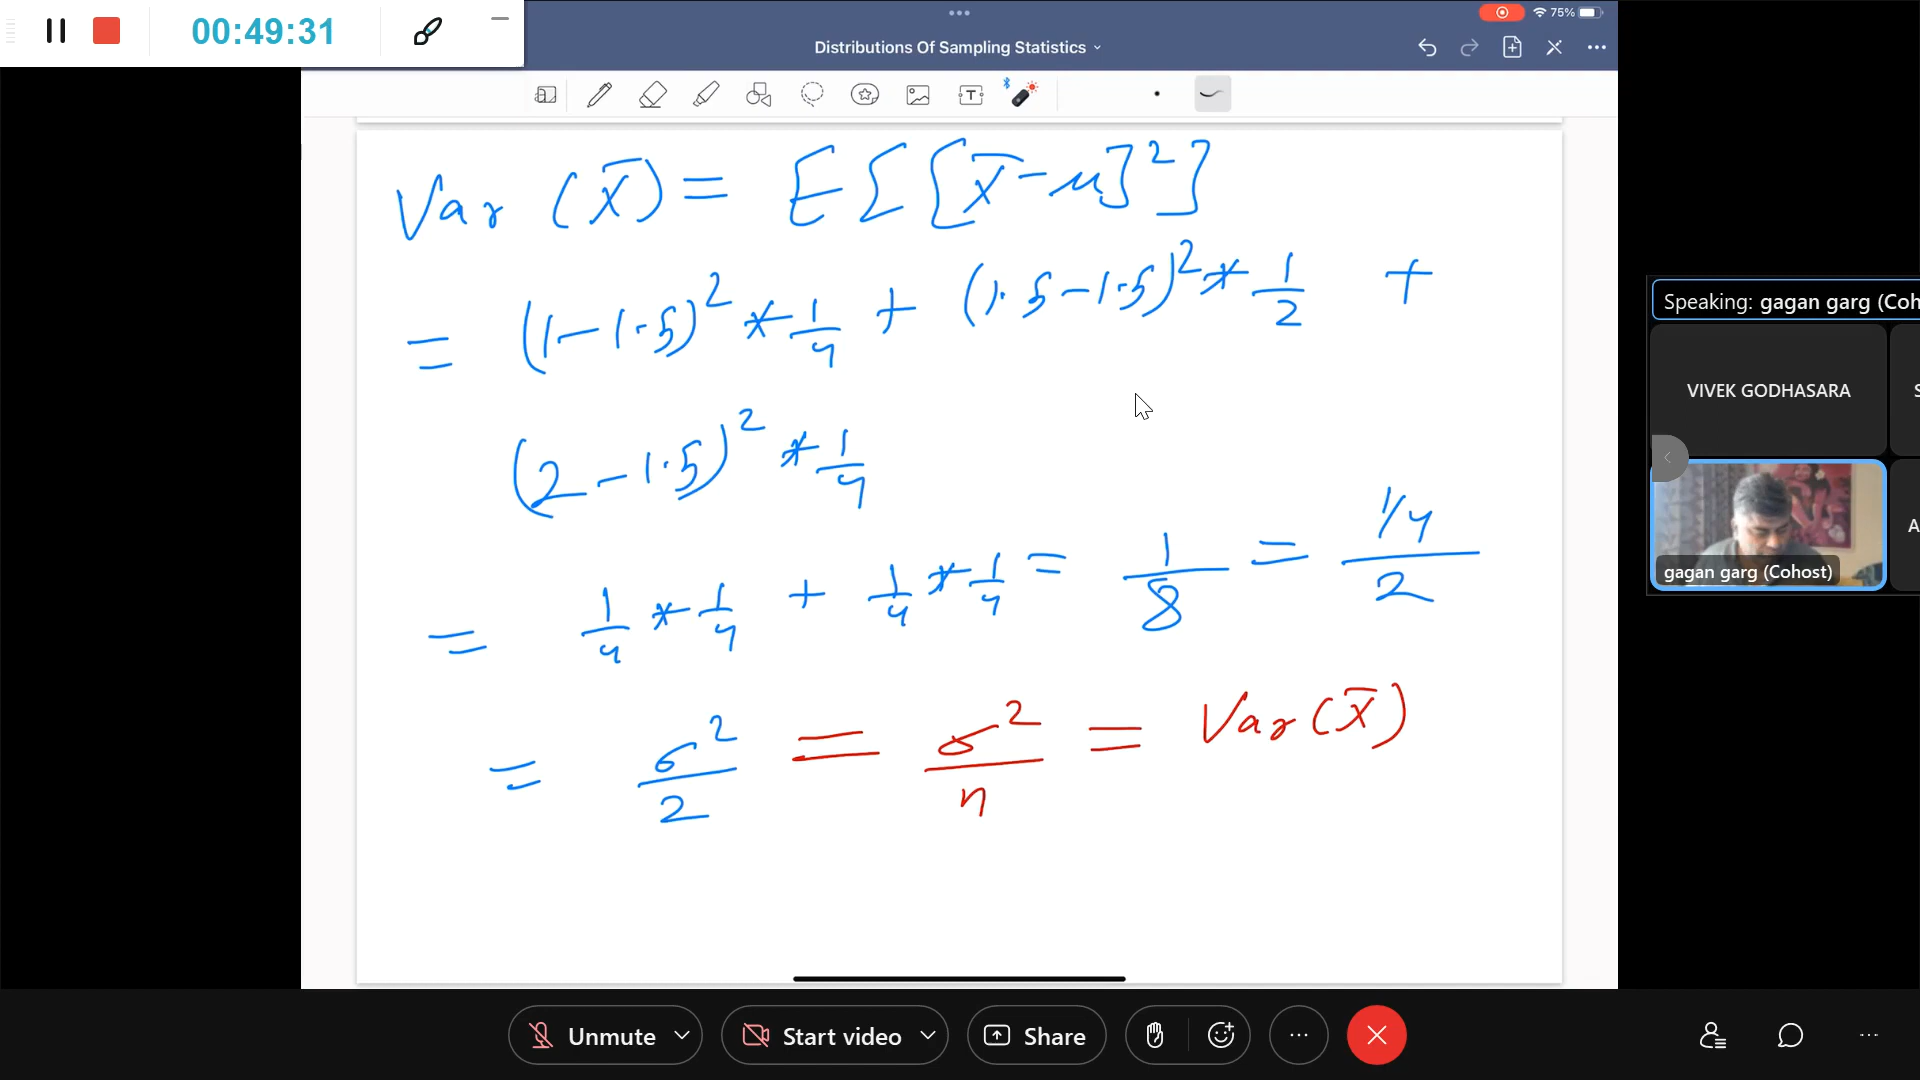 00:49:31
75%
Distributions Of Sampling Statistics
T
Var (X̄) = E[[X̄-μ]²]
= (1-1.5)² * 1/4 + (1.5-1.5)² * 1/2 +
(2-1.5)² * 1/4
= 1/4 * 1/4 + 1/4 * 1/4 = 1/8 = (1/4)/2
= σ²/2 = σ²/n = Var(X̄)
Speaking: gagan garg (Coh
VIVEK GODHASARA
S
gagan garg (Cohost)
A
Unmute
Start video
Share